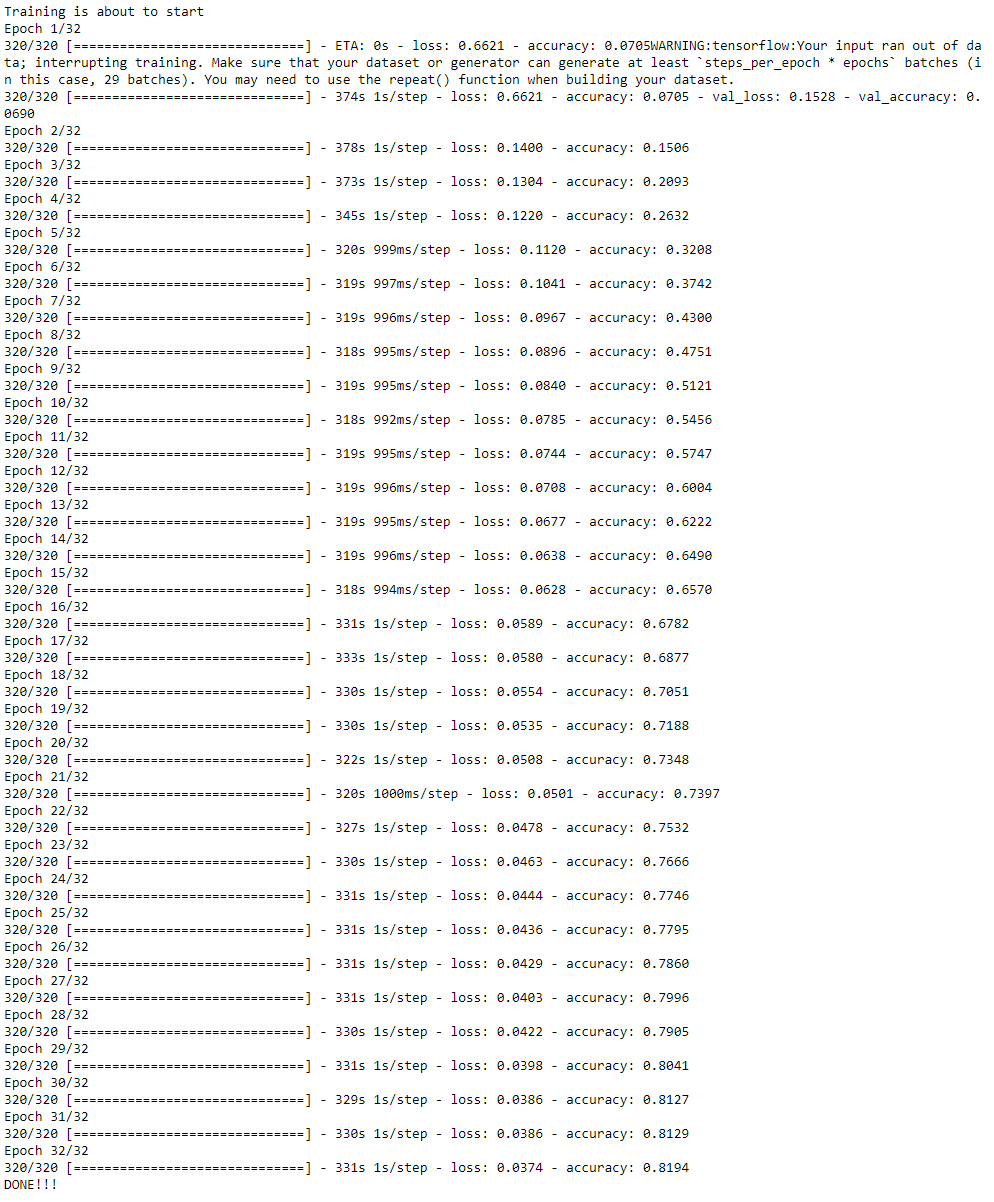 Training is about to start
Epoch 1/32
320/320 [==============================] - ETA: 0s - loss: 0.6621 - accuracy: 0.0705WARNING:tensorflow:Your input ran out of da
ta; interrupting training. Make sure that your dataset or generator can generate at least `steps_per_epoch * epochs` batches (i
n this case, 29 batches). You may need to use the repeat() function when building your dataset.
320/320 [==============================] - 374s 1s/step - loss: 0.6621 - accuracy: 0.0705 - val_loss: 0.1528 - val_accuracy: 0.
0690
Epoch 2/32
320/320 [==============================] - 378s 1s/step - loss: 0.1400 - accuracy: 0.1506
Epoch 3/32
320/320 [==============================] - 373s 1s/step - loss: 0.1304 - accuracy: 0.2093
Epoch 4/32
320/320 [==============================] - 345s 1s/step - loss: 0.1220 - accuracy: 0.2632
Epoch 5/32
320/320 [==============================] - 320s 999ms/step - loss: 0.1120 - accuracy: 0.3208
Epoch 6/32
320/320 [==============================] - 319s 997ms/step - loss: 0.1041 - accuracy: 0.3742
Epoch 7/32
320/320 [==============================] - 319s 996ms/step - loss: 0.0967 - accuracy: 0.4300
Epoch 8/32
320/320 [==============================] - 318s 995ms/step - loss: 0.0896 - accuracy: 0.4751
Epoch 9/32
320/320 [==============================] - 319s 995ms/step - loss: 0.0840 - accuracy: 0.5121
Epoch 10/32
320/320 [==============================] - 318s 992ms/step - loss: 0.0785 - accuracy: 0.5456
Epoch 11/32
320/320 [==============================] - 319s 995ms/step - loss: 0.0744 - accuracy: 0.5747
Epoch 12/32
320/320 [==============================] - 319s 996ms/step - loss: 0.0708 - accuracy: 0.6004
Epoch 13/32
320/320 [==============================] - 319s 995ms/step - loss: 0.0677 - accuracy: 0.6222
Epoch 14/32
320/320 [==============================] - 319s 996ms/step - loss: 0.0638 - accuracy: 0.6490
Epoch 15/32
320/320 [==============================] - 318s 994ms/step - loss: 0.0628 - accuracy: 0.6570
Epoch 16/32
320/320 [==============================] - 331s 1s/step - loss: 0.0589 - accuracy: 0.6782
Epoch 17/32
320/320 [==============================] - 333s 1s/step - loss: 0.0580 - accuracy: 0.6877
Epoch 18/32
320/320 [==============================] - 330s 1s/step - loss: 0.0554 - accuracy: 0.7051
Epoch 19/32
320/320 [==============================] - 330s 1s/step - loss: 0.0535 - accuracy: 0.7188
Epoch 20/32
320/320 [==============================] - 322s 1s/step - loss: 0.0508 - accuracy: 0.7348
Epoch 21/32
320/320 [==============================] - 320s 1000ms/step - loss: 0.0501 - accuracy: 0.7397
Epoch 22/32
320/320 [==============================] - 327s 1s/step - loss: 0.0478 - accuracy: 0.7532
Epoch 23/32
320/320 [==============================] - 330s 1s/step - loss: 0.0463 - accuracy: 0.7666
Epoch 24/32
320/320 [==============================] - 331s 1s/step - loss: 0.0444 - accuracy: 0.7746
Epoch 25/32
320/320 [==============================] - 331s 1s/step - loss: 0.0436 - accuracy: 0.7795
Epoch 26/32
320/320 [==============================] - 331s 1s/step - loss: 0.0429 - accuracy: 0.7860
Epoch 27/32
320/320 [==============================] - 331s 1s/step - loss: 0.0403 - accuracy: 0.7996
Epoch 28/32
320/320 [==============================] - 330s 1s/step - loss: 0.0422 - accuracy: 0.7905
Epoch 29/32
320/320 [==============================] - 331s 1s/step - loss: 0.0398 - accuracy: 0.8041
Epoch 30/32
320/320 [==============================] - 329s 1s/step - loss: 0.0386 - accuracy: 0.8127
Epoch 31/32
320/320 [==============================] - 330s 1s/step - loss: 0.0386 - accuracy: 0.8129
Epoch 32/32
320/320 [==============================] - 331s 1s/step - loss: 0.0374 - accuracy: 0.8194
DONE!!!